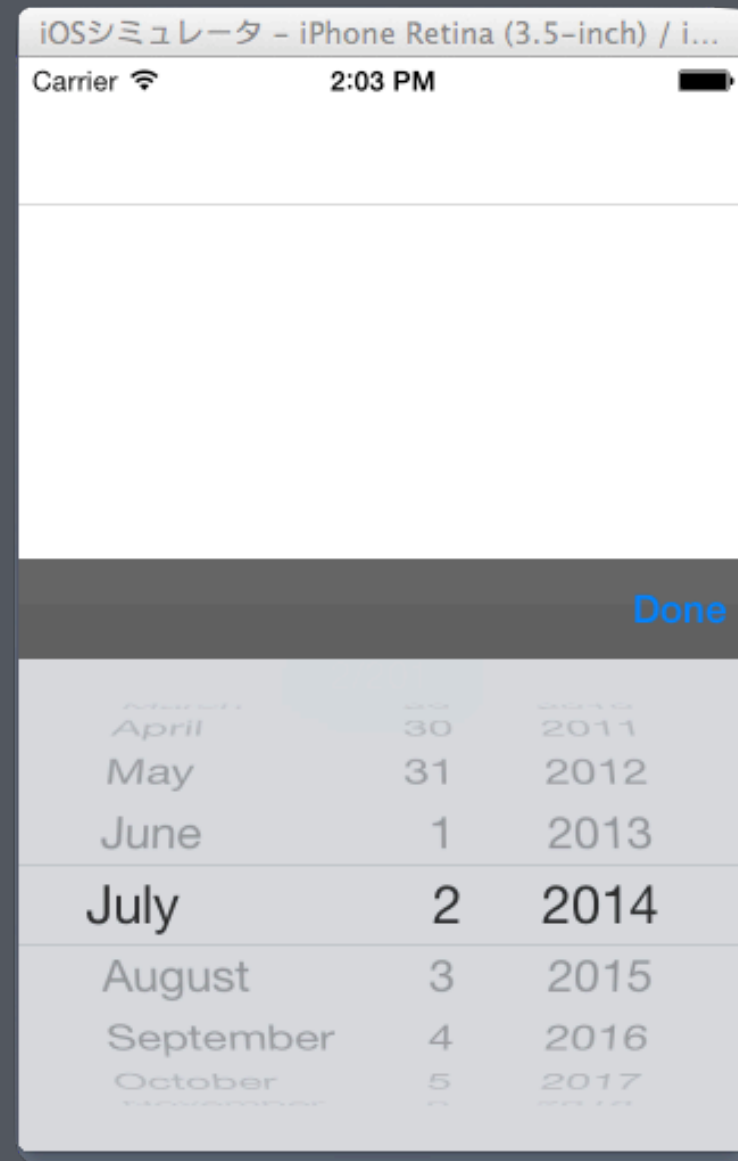 iOSシミュレータ – iPhone Retina (3.5-inch) / i...
Carrier 2:03 PM
Done
April 30 2011
May 31 2012
June 1 2013
July 2 2014
August 3 2015
September 4 2016
October 5 2017